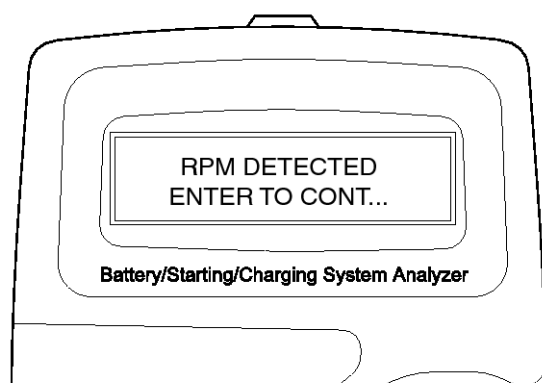 RPM DETECTED
ENTER TO CONT...
Battery/Starting/Charging System Analyzer